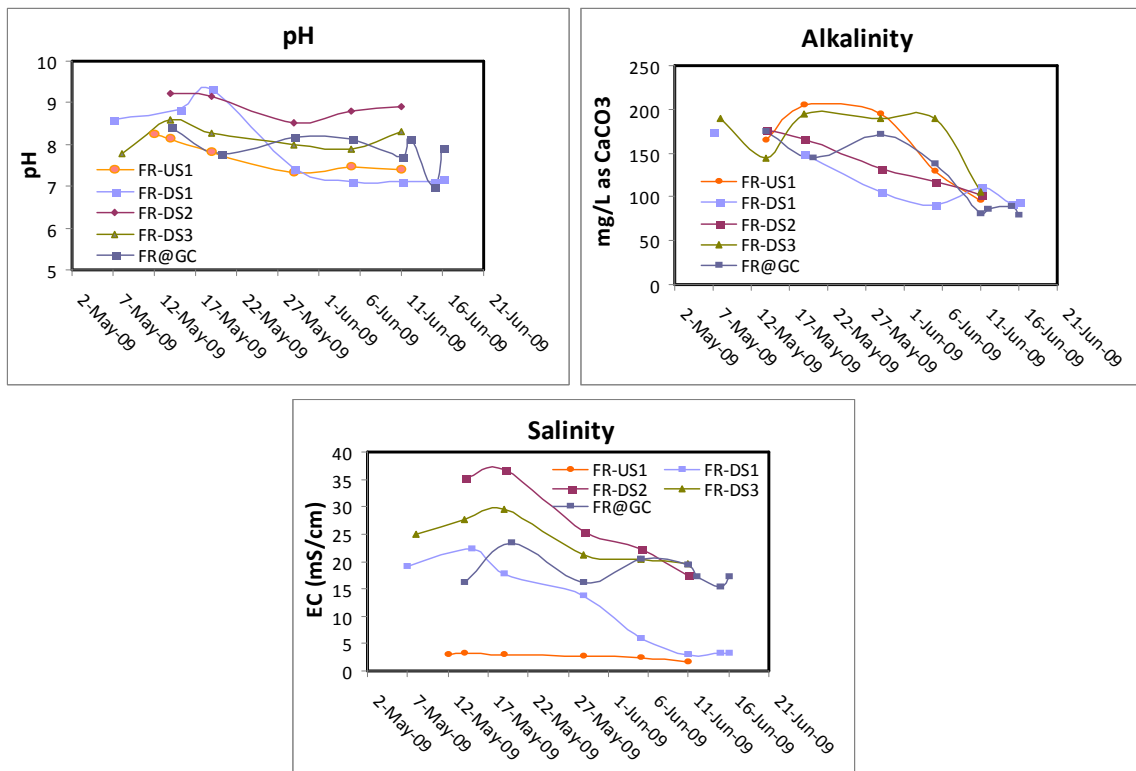 pH
10
9
8
7
6
5
pH
FR-US1
FR-DS1
FR-DS2
FR-DS3
FR@GC
2-May-09
7-May-09
12-May-09
17-May-09
22-May-09
27-May-09
1-Jun-09
6-Jun-09
11-Jun-09
16-Jun-09
21-Jun-09
Alkalinity
250
200
150
100
50
0
mg/L as CaCO3
FR-US1
FR-DS1
FR-DS2
FR-DS3
FR@GC
2-May-09
7-May-09
12-May-09
17-May-09
22-May-09
27-May-09
1-Jun-09
6-Jun-09
11-Jun-09
16-Jun-09
21-Jun-09
Salinity
40
35
30
25
20
15
10
5
0
EC (mS/cm)
FR-US1 FR-DS1
FR-DS2 FR-DS3
FR@GC
2-May-09
7-May-09
12-May-09
17-May-09
22-May-09
27-May-09
1-Jun-09
6-Jun-09
11-Jun-09
16-Jun-09
21-Jun-09